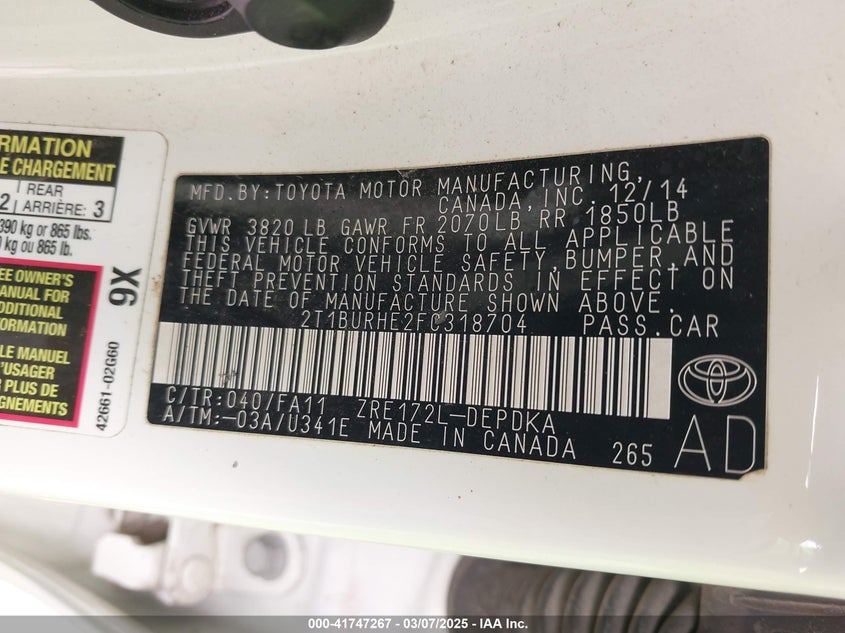 RMATION
E CHARGEMENT
REAR
2 ARRIÈRE: 3
390 kg or 865 lbs.
kg ou 865 lb.
EE OWNER'S
ANUAL FOR
DDITIONAL
FORMATION
LE MANUEL
'USAGER
R PLUS DE
GNEMENTS
9X
42661-02G60
MFD.BY:TOYOTA MOTOR MANUFACTURING,
CANADA,INC. 12/14
GVWR 3820 LB GAWR FR 2070LB RR 1850LB
THIS VEHICLE CONFORMS TO ALL APPLICABLE
FEDERAL MOTOR VEHICLE SAFETY,BUMPER,AND
THEFT PREVENTION STANDARDS IN EFFECT ON
THE DATE OF MANUFACTURE SHOWN ABOVE.
2T1BURHE2FC318704 PASS.CAR
C/TR:040/FA11 ZRE172L-DEPDKA
A/TM:-03A/U341E MADE IN CANADA 265
AD
000-41747267 - 03/07/2025 - IAA Inc.